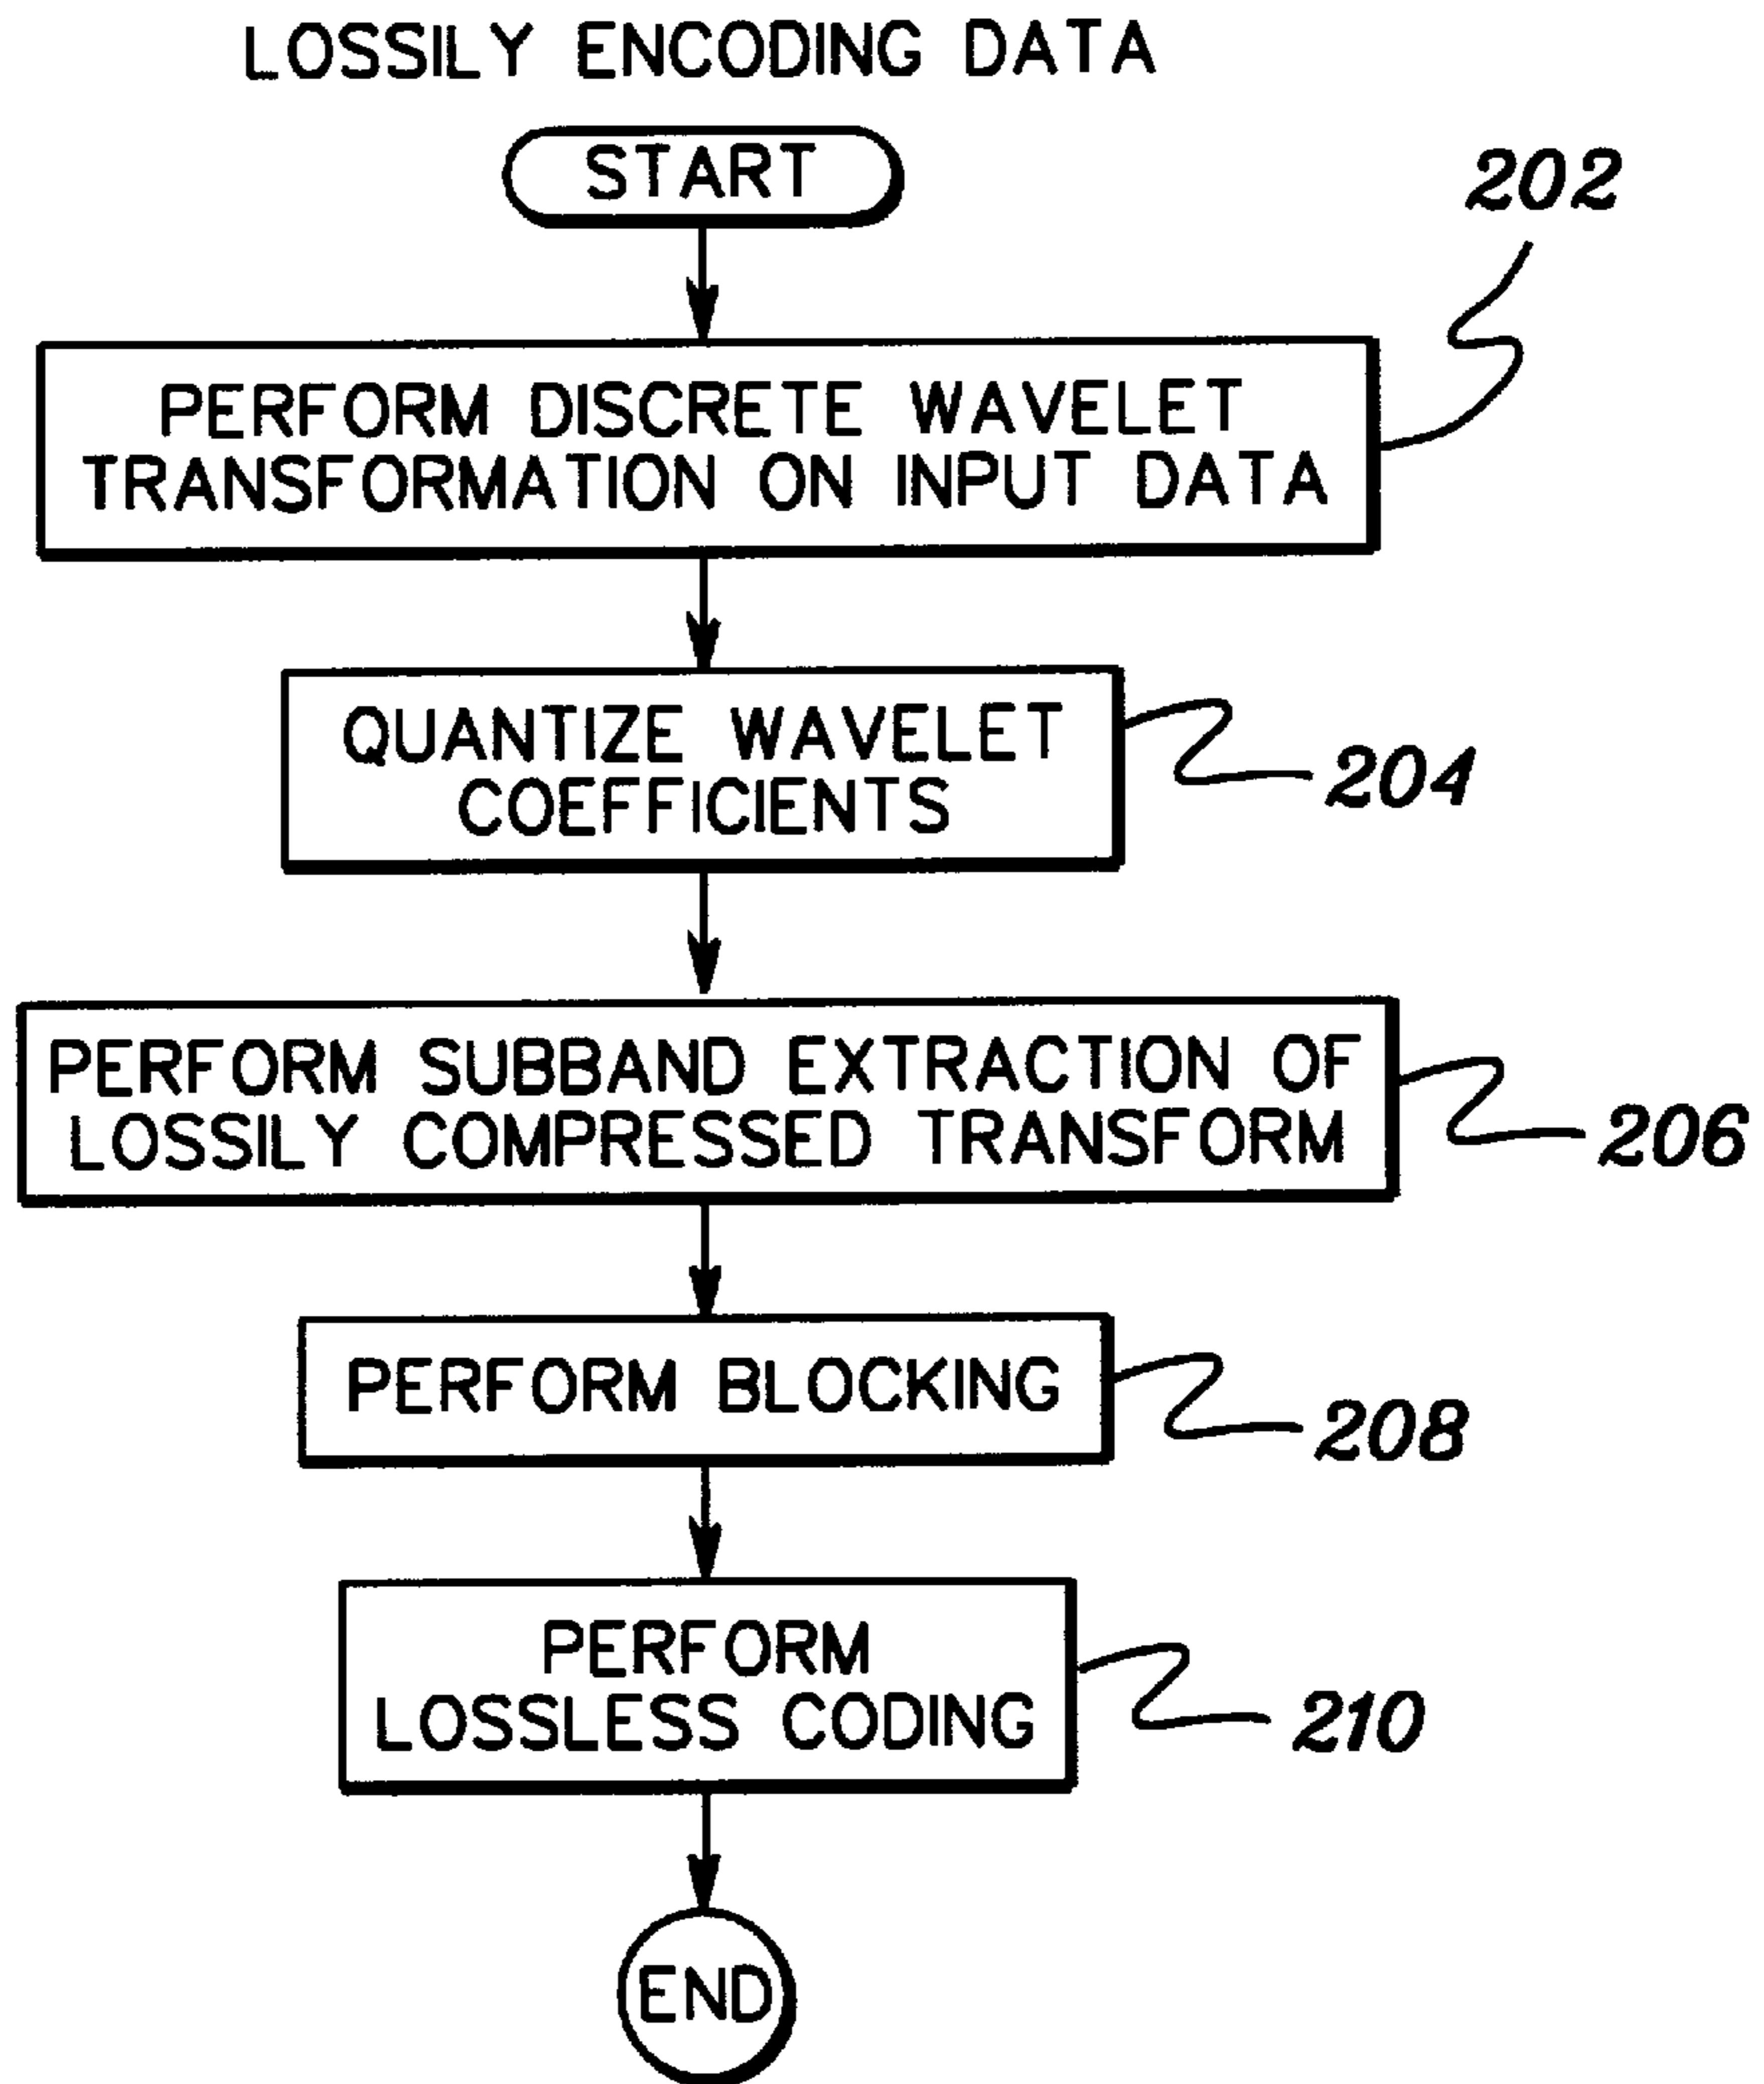 LOSSILY ENCODING DATA
START
202
PERFORM DISCRETE WAVELET
TRANSFORMATION ON INPUT DATA
QUANTIZE WAVELET
COEFFICIENTS
204
PERFORM SUBBAND EXTRACTION OF
LOSSILY COMPRESSED TRANSFORM
206
PERFORM BLOCKING
208
PERFORM
LOSSLESS CODING
210
END